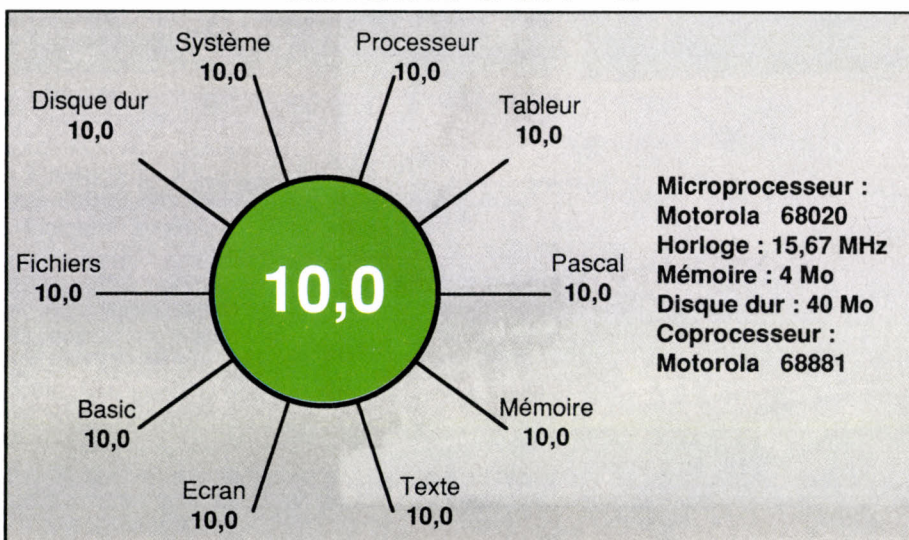 Système
10,0
Processeur
10,0
Disque dur
10,0
Tableur
10,0
Fichiers
10,0
10,0
Pascal
10,0
Basic
10,0
Mémoire
10,0
Ecran
10,0
Texte
10,0
Microprocesseur :
Motorola 68020
Horloge : 15,67 MHz
Mémoire : 4 Mo
Disque dur : 40 Mo
Coprocesseur :
Motorola 68881